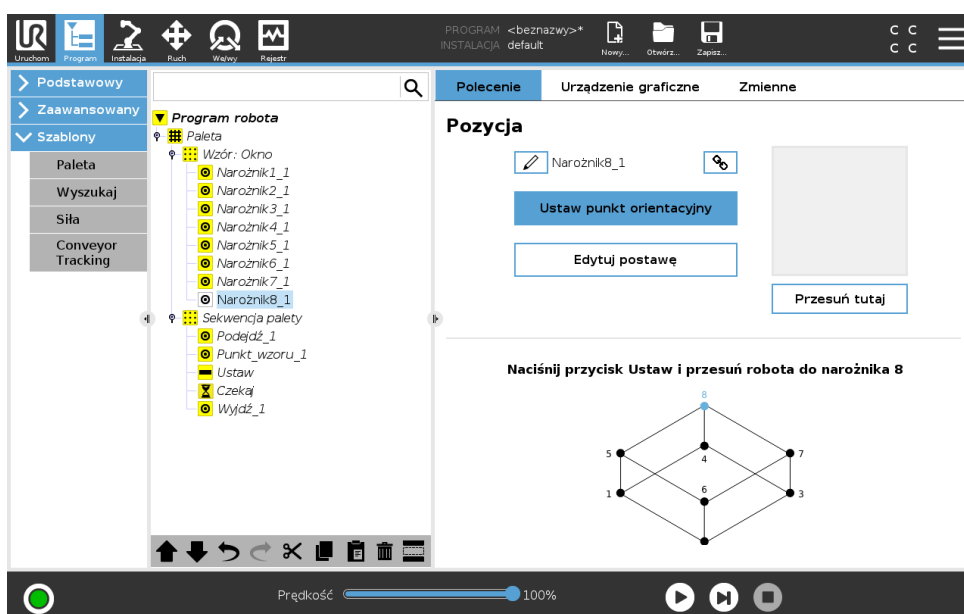 UR
Uruchom
Program
Instalacja
Ruch
We/wy
Rejestr
PROGRAM <beznazwy>*
INSTALACJA default
Nowy...
Otwórz...
Zapisz...
C C
C C
Podstawowy
Zaawansowany
Szablony
Paleta
Wyszukaj
Siła
Conveyor
Tracking
Program robota
Paleta
Wzór: Okno
Narożnik1_1
Narożnik2_1
Narożnik3_1
Narożnik4_1
Narożnik5_1
Narożnik6_1
Narożnik7_1
Narożnik8_1
Sekwencja palety
Podejdź_1
Punkt_wzoru_1
Ustaw
Czekaj
Wyjdź_1
Polecenie
Urządzenie graficzne
Zmienne
Pozycja
Narożnik8_1
Ustaw punkt orientacyjny
Edytuj postawę
Przesuń tutaj
Naciśnij przycisk Ustaw i przesuń robota do narożnika 8
8
5
7
4
6
1
3
Prędkość
100%